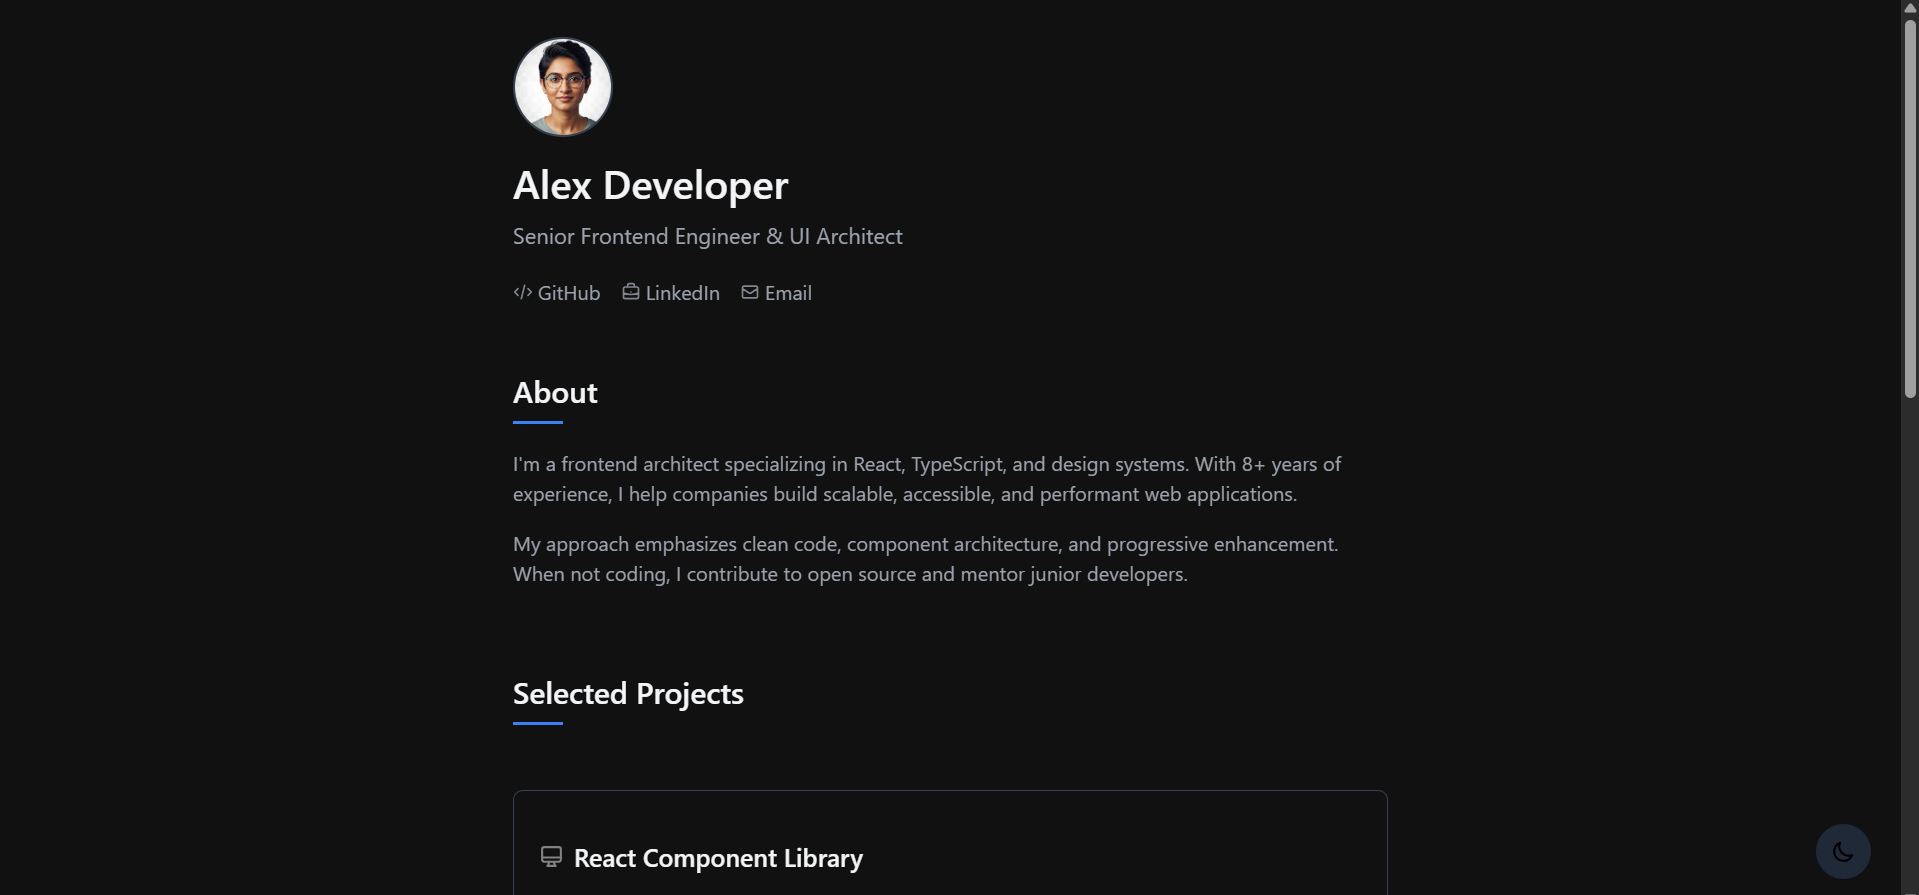 Alex Developer
Senior Frontend Engineer & UI Architect
GitHub LinkedIn Email
About
I'm a frontend architect specializing in React, TypeScript, and design systems. With 8+ years of
experience, I help companies build scalable, accessible, and performant web applications.
My approach emphasizes clean code, component architecture, and progressive enhancement.
When not coding, I contribute to open source and mentor junior developers.
Selected Projects
React Component Library